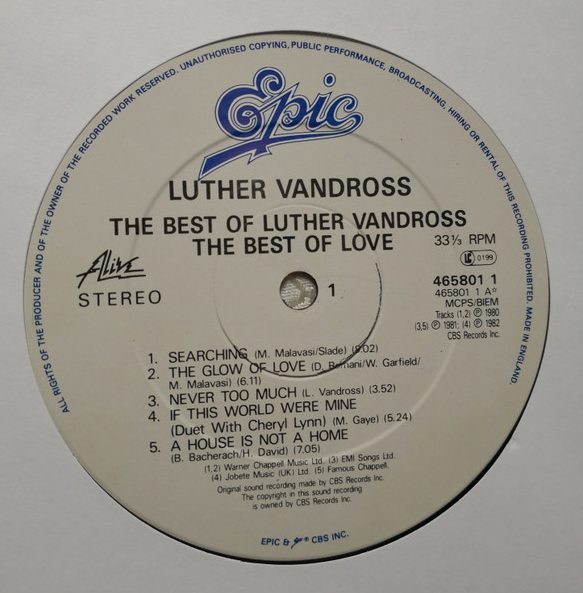 ALL RIGHTS OF THE PRODUCER AND OF THE OWNER OF THE RECORDED WORK RESERVED. UNAUTHORISED COPYING, PUBLIC PERFORMANCE, BROADCASTING, HIRING OR RENTAL OF THIS RECORDING PROHIBITED. MADE IN ENGLAND.
Epic
LUTHER VANDROSS
THE BEST OF LUTHER VANDROSS
THE BEST OF LOVE
33⅓ RPM
LC 0199
Alive
STEREO
1
465801 1
465801 1 A°
MCPS/BIEM
Tracks (1,2) ℗ 1980
(3,5) ℗ 1981; (4) ℗ 1982
CBS Records Inc.
1. SEARCHING (M. Malavasi/Slade) (8.02)
2. THE GLOW OF LOVE (D. Romani/W. Garfield/
M. Malavasi) (6.11)
3. NEVER TOO MUCH (L. Vandross) (3.52)
4. IF THIS WORLD WERE MINE
(Duet With Cheryl Lynn) (M. Gaye) (5.24)
5. A HOUSE IS NOT A HOME
(B. Bacherach/H. David) (7.05)
(1,2) Warner Chappell Music Ltd. (3) EMI Songs Ltd.
(4) Jobete Music (UK) Ltd. (5) Famous Chappell.
Original sound recording made by CBS Records Inc.
The copyright in this sound recording
is owned by CBS Records Inc.
EPIC & ® CBS INC.